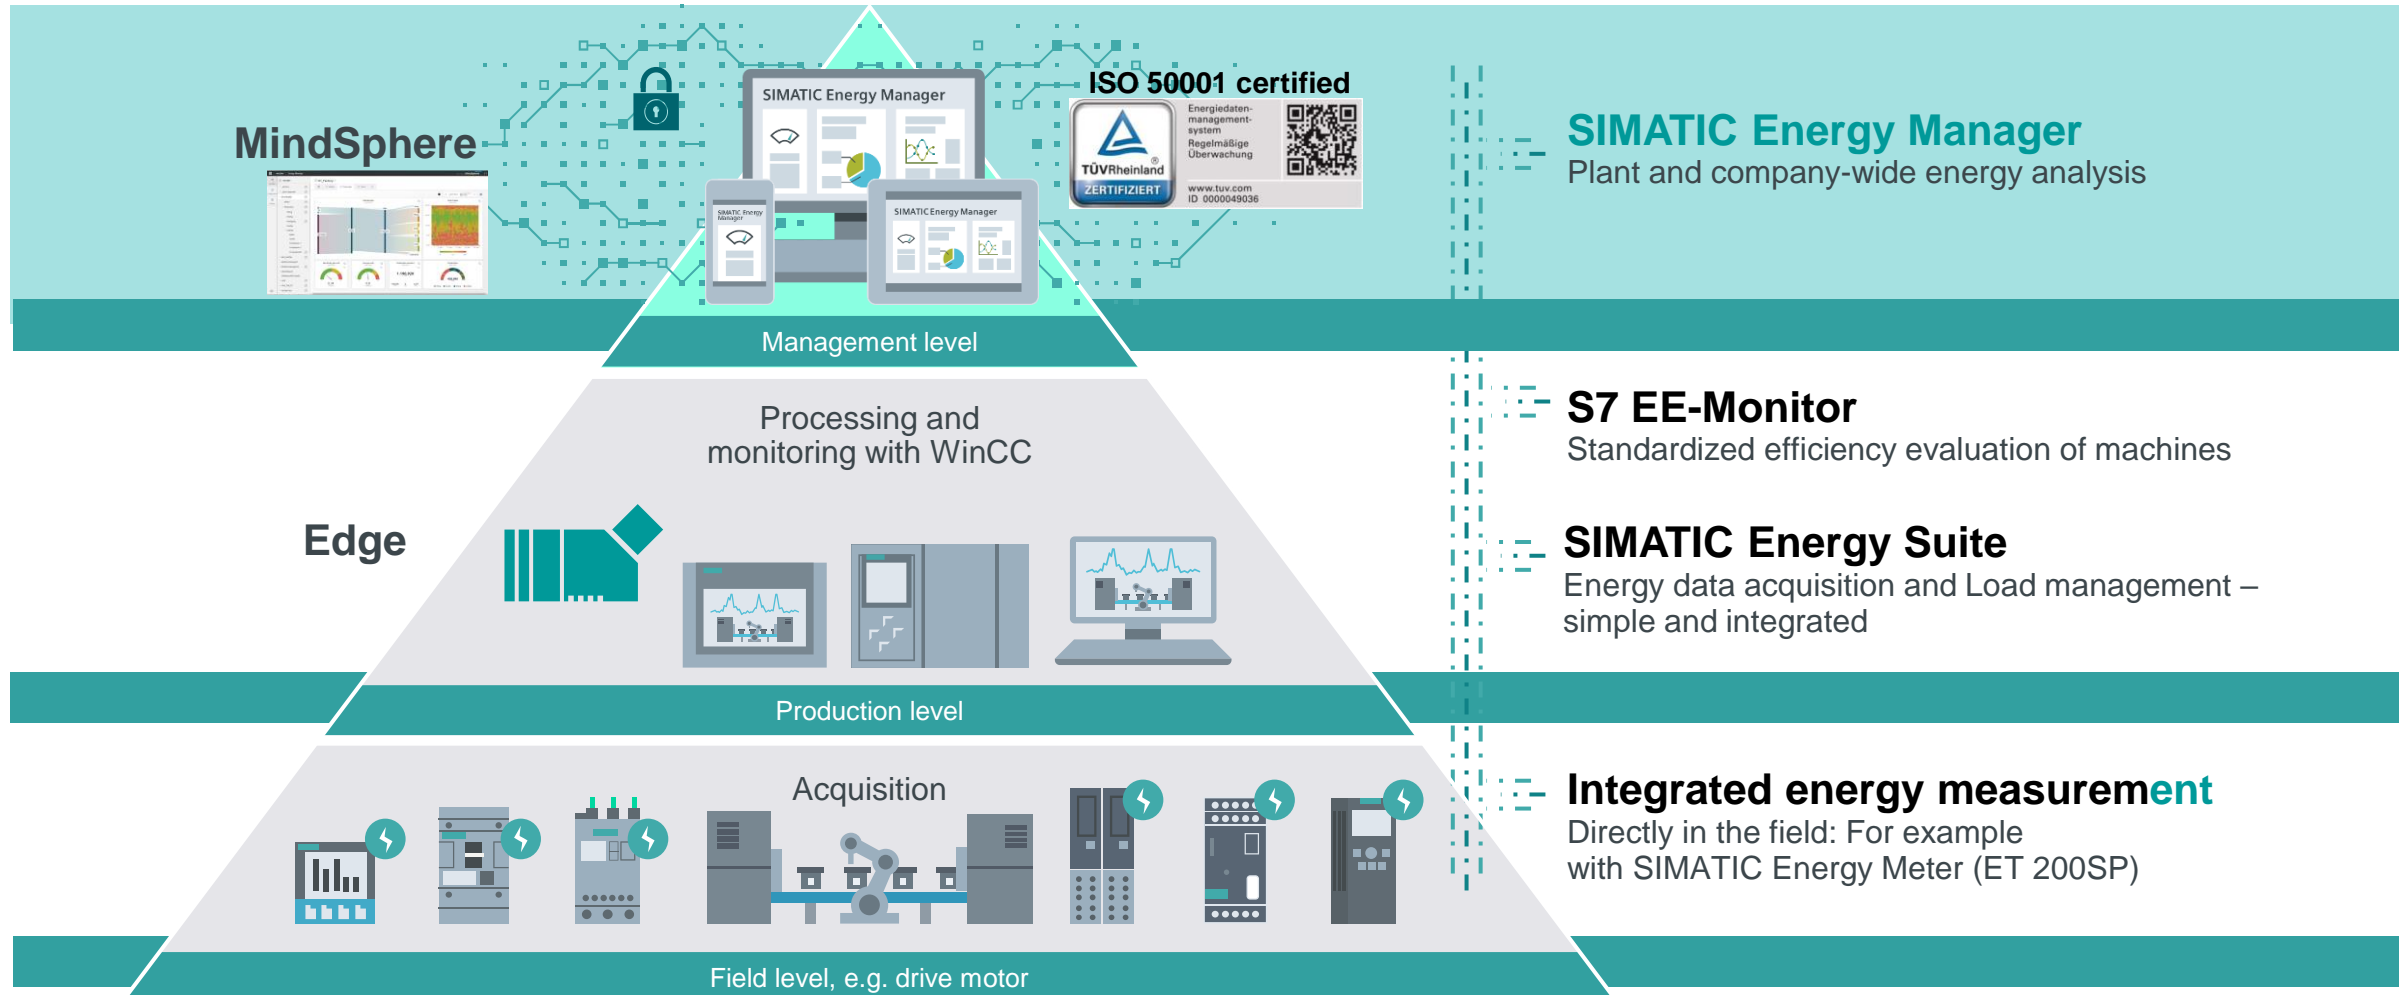 ISO 50001 certified
SIMATIC Energy Manager
MindSphere
Energiedaten-
management-
system
Regelmäßige
Überwachung
TÜVRheinland
®
ZERTIFIZIERT
www.tuv.com
ID 0000049036
SIMATIC Energy
Manager
SIMATIC Energy Manager
SIMATIC Energy Manager
Plant and company-wide energy analysis
Management level
Processing and
monitoring with WinCC
S7 EE-Monitor
Standardized efficiency evaluation of machines
Edge
SIMATIC Energy Suite
Energy data acquisition and Load management –
simple and integrated
Production level
Acquisition
Integrated energy measurement
Directly in the field: For example
with SIMATIC Energy Meter (ET 200SP)
Field level, e.g. drive motor